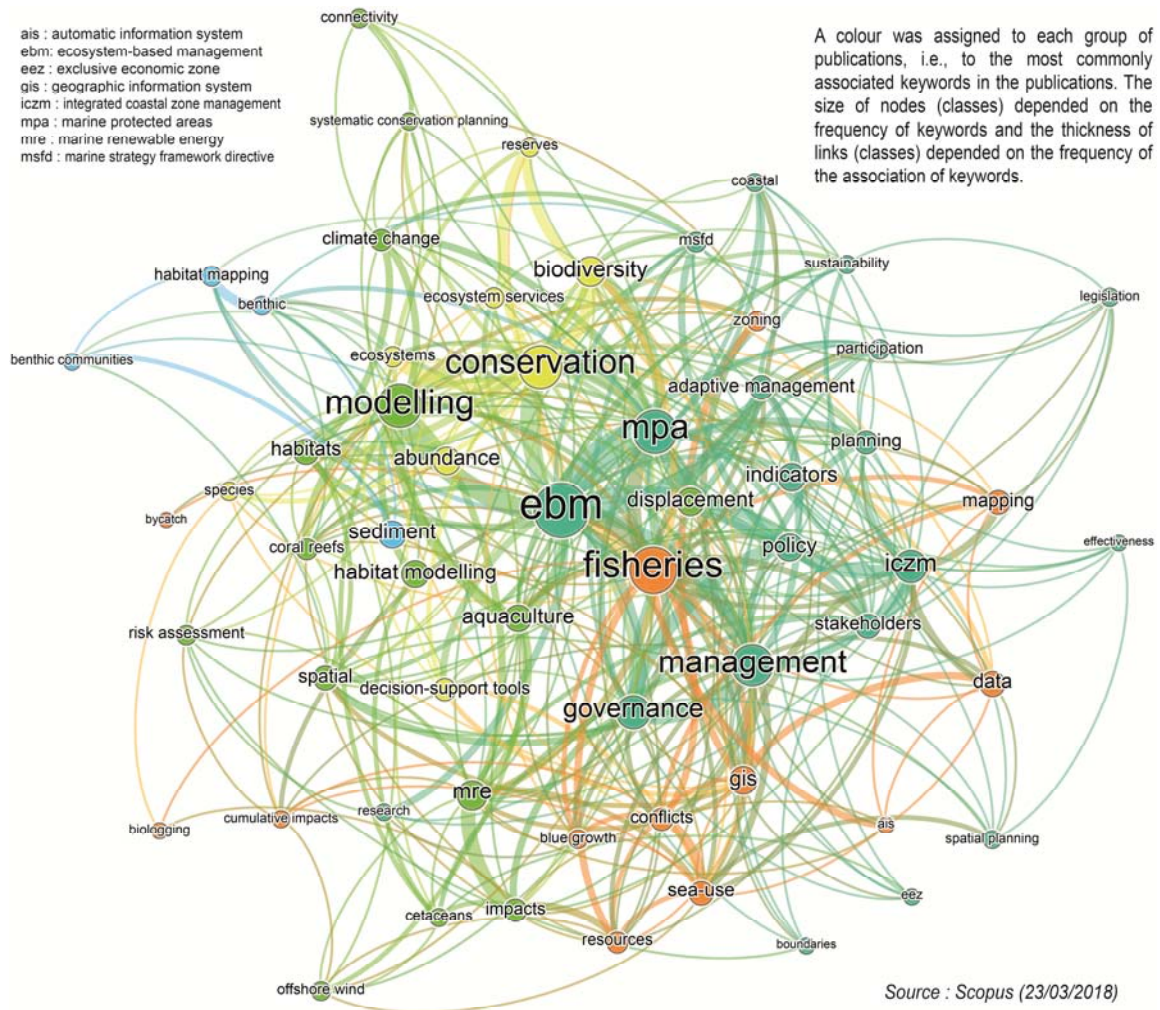 ais : automatic information system
ebm: ecosystem-based management
eez : exclusive economic zone
gis : geographic information system
iczm : integrated coastal zone management
mpa : marine protected areas
mre : marine renewable energy
msfd : marine strategy framework directive
A colour was assigned to each group of
publications, i.e., to the most commonly
associated keywords in the publications. The
size of nodes (classes) depended on the
frequency of keywords and the thickness of
links (classes) depended on the frequency of
the association of keywords.
connectivity
systematic conservation planning
reserves
coastal
climate change
msfd
biodiversity
sustainability
habitat mapping
benthic
ecosystem services
legislation
zoning
benthic communities
ecosystems
conservation
participation
adaptive management
modelling
mpa
habitats
abundance
planning
indicators
species
displacement
mapping
bycatch
ebm
sediment
coral reefs
policy
effectiveness
habitat modelling
fisheries
iczm
aquaculture
stakeholders
risk assessment
spatial
management
decision-support tools
data
governance
mre
gis
research
cumulative impacts
conflicts
biologging
blue growth
ais
spatial planning
sea-use
eez
cetaceans
impacts
resources
boundaries
offshore wind
Source : Scopus (23/03/2018)